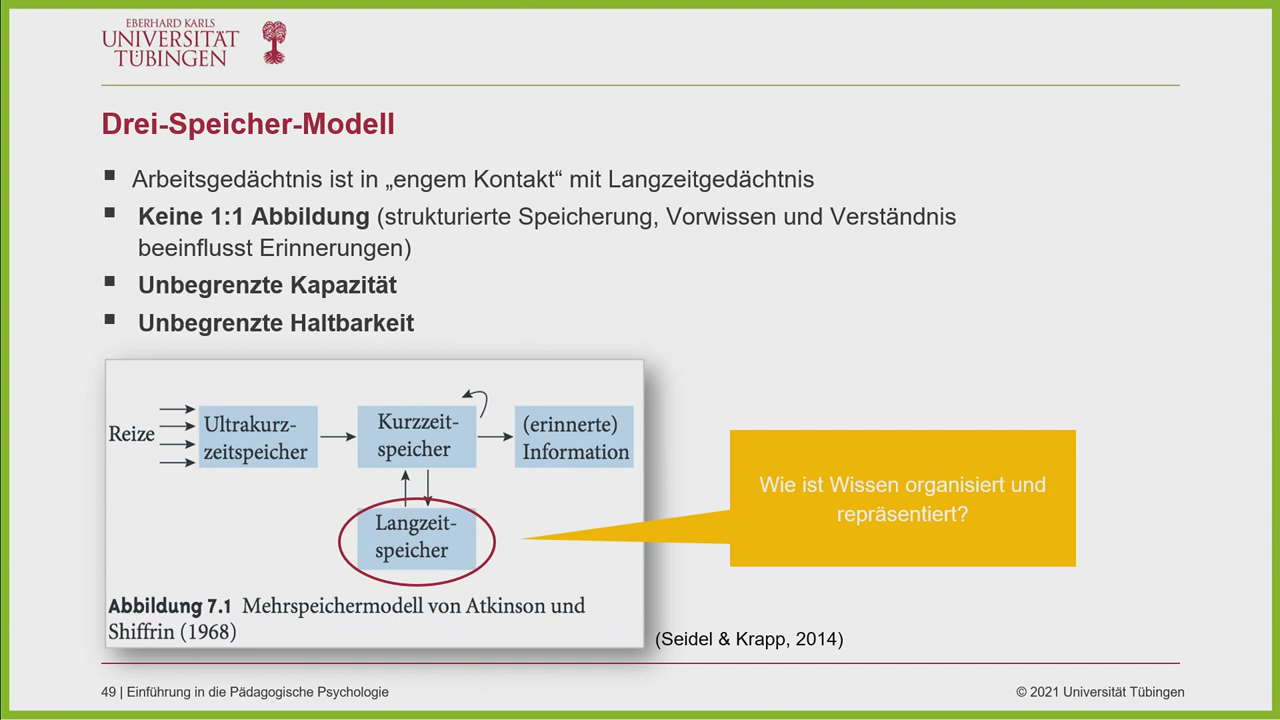 EBERHARD KARLS
UNIVERSITÄT
TÜBINGEN
Drei-Speicher-Modell
Arbeitsgedächtnis ist in „engem Kontakt“ mit Langzeitgedächtnis
Keine 1:1 Abbildung (strukturierte Speicherung, Vorwissen und Verständnis
beeinflusst Erinnerungen)
Unbegrenzte Kapazität
Unbegrenzte Haltbarkeit
Reize
Ultrakurz-
zeitspeicher
Kurzzeit-
speicher
(erinnerte)
Information
Langzeit-
speicher
Abbildung 7.1 Mehrspeichermodell von Atkinson und
Shiffrin (1968)
Wie ist Wissen organisiert und
repräsentiert?
(Seidel & Krapp, 2014)
49 | Einführung in die Pädagogische Psychologie
© 2021 Universität Tübingen